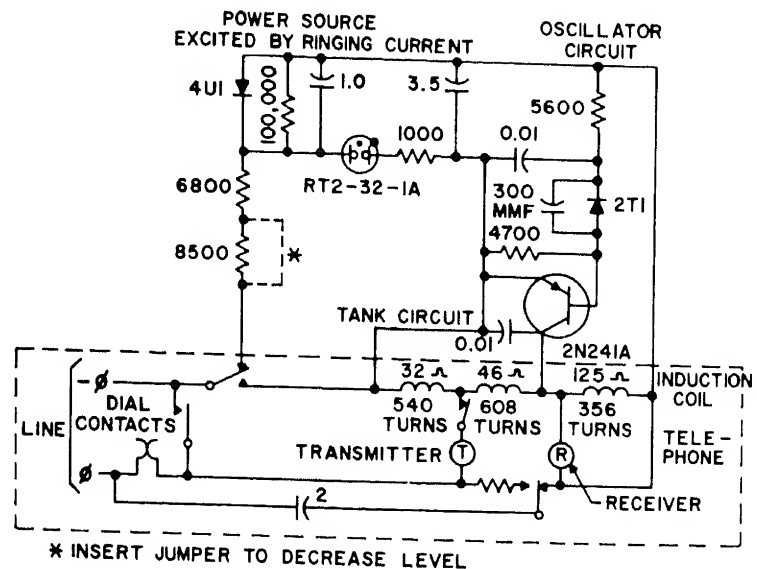 POWER SOURCE
EXCITED BY RINGING CURRENT
OSCILLATOR
CIRCUIT
4U1
100,000
1.0
3.5
5600
1000
0.01
RT2-32-1A
6800
300
MMF
2T1
4700
8500
*
TANK CIRCUIT
0.01
2N241A
32 Ω
46 Ω
125 Ω
INDUCTION
COIL
-ø
DIAL
CONTACTS
540
TURNS
608
TURNS
356
TURNS
LINE
TELE-
PHONE
TRANSMITTER
T
R
ø
2
RECEIVER
* INSERT JUMPER TO DECREASE LEVEL